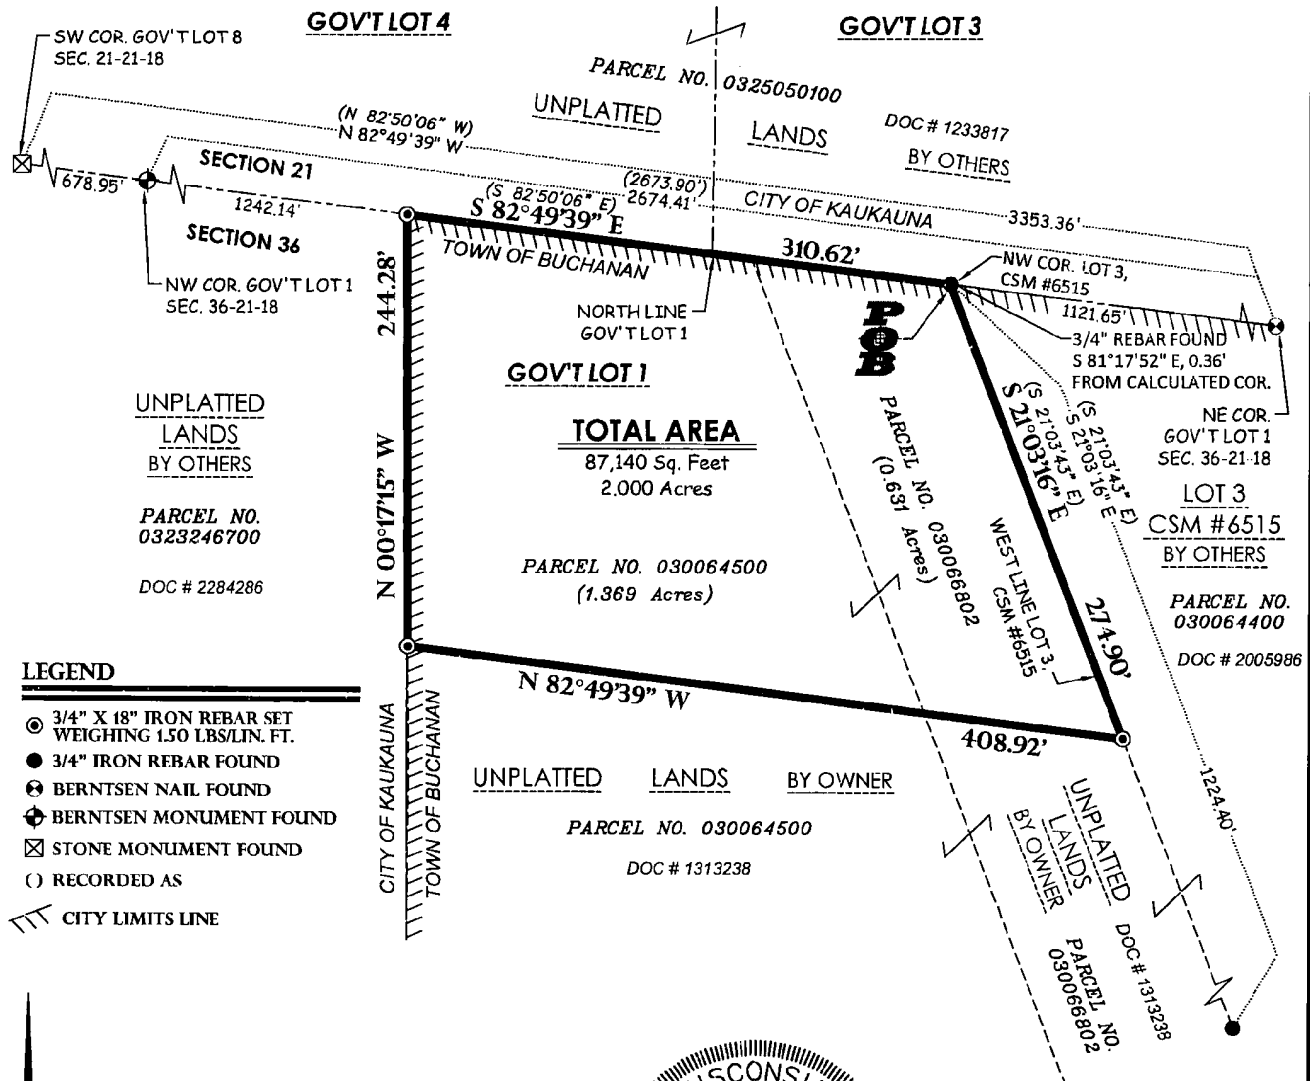 GOV'T LOT 4
GOV'T LOT 3
SW COR. GOV'T LOT 8
SEC. 21-21-18
PARCEL NO. 0325050100
UNPLATTED
LANDS
DOC # 1233817
BY OTHERS
(N 82°50'06" W)
N 82°49'39" W
SECTION 21
678.95'
1242.14'
SECTION 36
(S 82°50'06" E)
S 82°49'39" E
(2673.90')
2674.41'
CITY OF KAUKAUNA
3353.36'
TOWN OF BUCHANAN
310.62'
NW COR. LOT 3,
CSM #6515
1121.65'
NW COR. GOV'T LOT 1
SEC. 36-21-18
244.28'
NORTH LINE
GOV'T LOT 1
POB
3/4" REBAR FOUND
S 81°17'52" E, 0.36'
FROM CALCULATED COR.
GOV'T LOT 1
UNPLATTED
LANDS
BY OTHERS
TOTAL AREA
87,140 Sq. Feet
2.000 Acres
PARCEL NO. 030066802
(0.631 Acres)
(S 21°03'43" E)
S 21°03'16" E
(S 21°03'43" E)
S 21°03'16" E
NE COR.
GOV'T LOT 1
SEC. 36-21-18
LOT 3
CSM #6515
BY OTHERS
PARCEL NO.
0323246700
N 00°17'15" W
DOC # 2284286
PARCEL NO. 030064500
(1.369 Acres)
WEST LINE LOT 3,
CSM #6515
274.90'
PARCEL NO.
030064400
DOC # 2005986
LEGEND
3/4" X 18" IRON REBAR SET
WEIGHING 1.50 LBS/LIN. FT.
3/4" IRON REBAR FOUND
BERNTSEN NAIL FOUND
BERNTSEN MONUMENT FOUND
STONE MONUMENT FOUND
() RECORDED AS
CITY LIMITS LINE
CITY OF KAUKAUNA
TOWN OF BUCHANAN
N 82°49'39" W
408.92'
UNPLATTED LANDS BY OWNER
PARCEL NO. 030064500
DOC # 1313238
1224.40'
UNPLATTED
LANDS
BY OWNER
DOC # 1313238
PARCEL NO.
030066802
ISCONSI